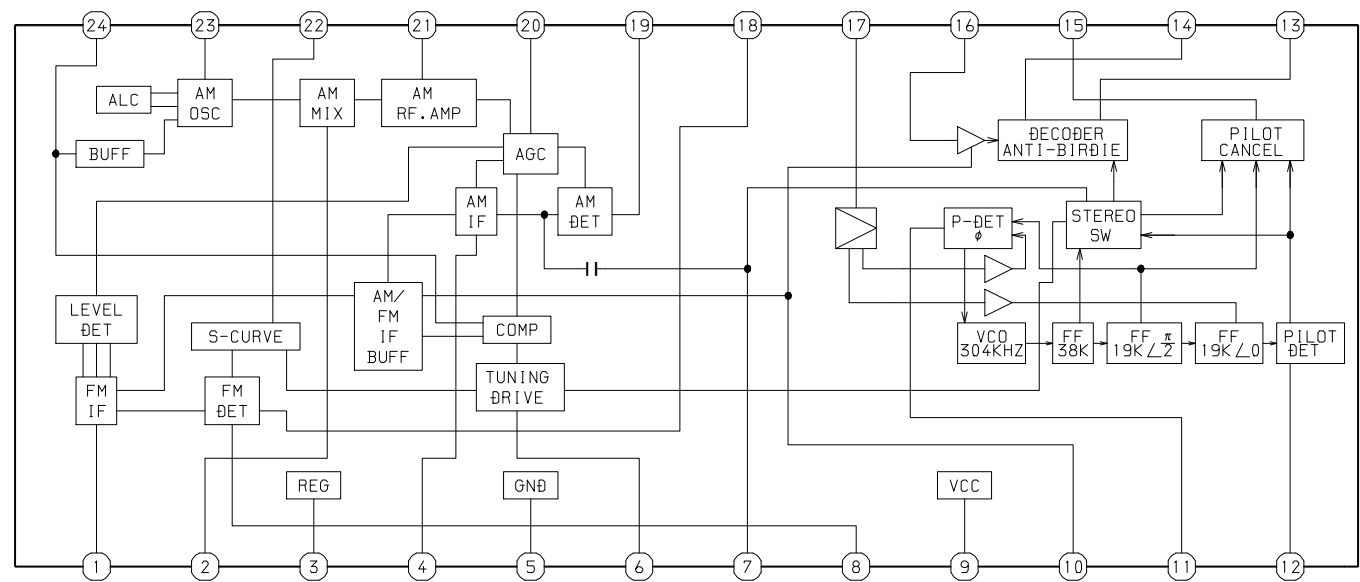 24 23 22 21 20 19 18 17 16 15 14 13
ALC
AM
OSC
AM
MIX
AM
RF.AMP
BUFF
AGC
DECODER
ANTI-BIRDIE
PILOT
CANCEL
AM
IF
AM
DET
P-DET
φ
STEREO
SW
LEVEL
DET
S-CURVE
AM/
FM
IF
BUFF
COMP
VCO
304KHZ
FF
38K
FF
19K∠π/2
FF
19K∠0
PILOT
DET
FM
IF
FM
DET
TUNING
DRIVE
REG
GND
VCC
1 2 3 4 5 6 7 8 9 10 11 12